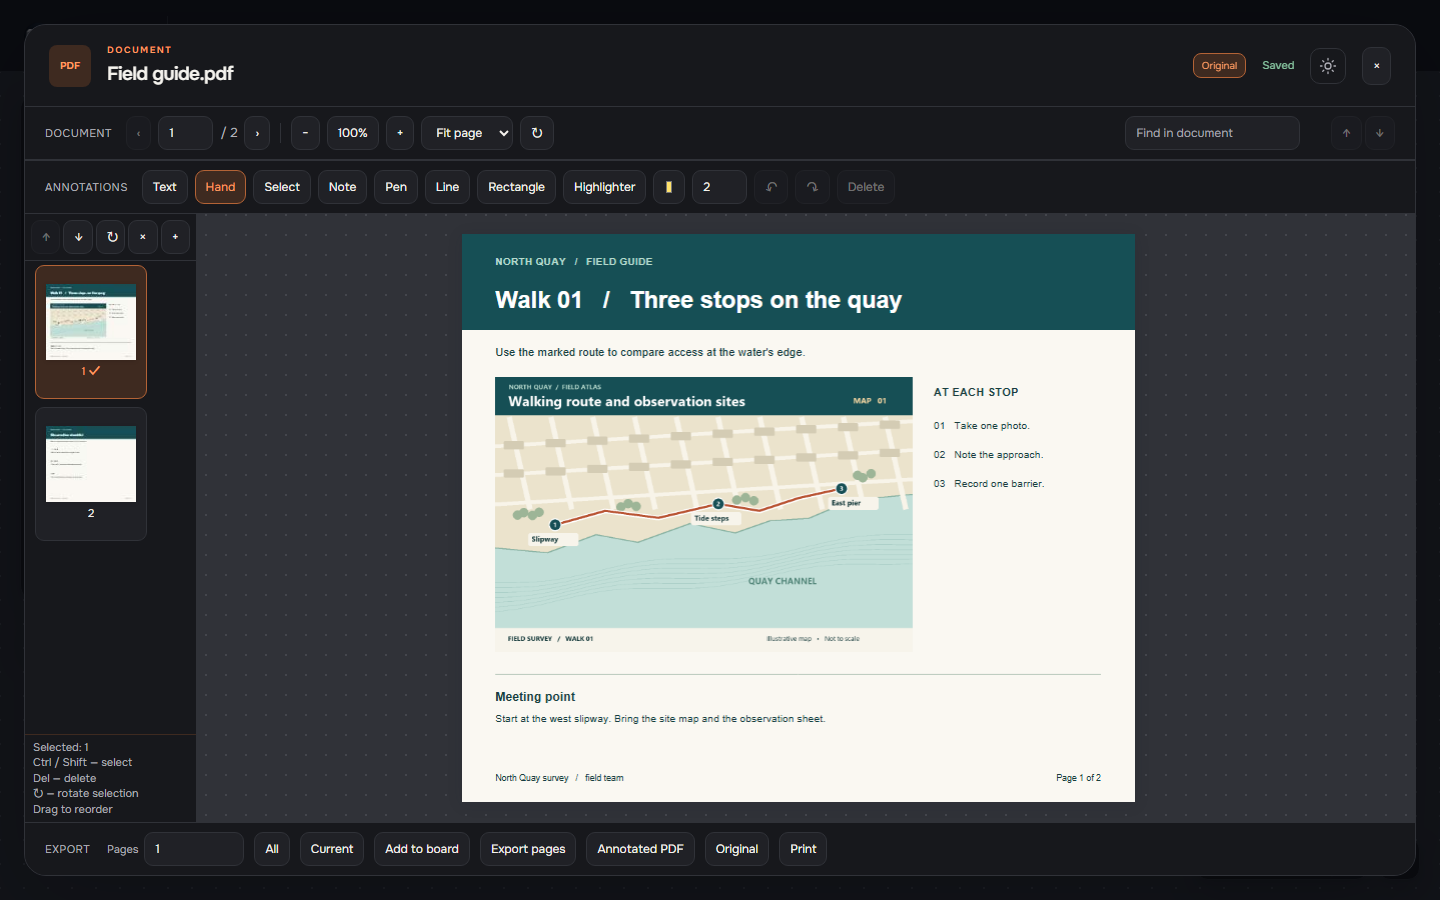 PDF
DOCUMENT
Field guide.pdf
Original
Saved
×
DOCUMENT
‹
1
/ 2
›
−
100%
+
Fit page
↻
Find in document
↑
↓
ANNOTATIONS
Text
Hand
Select
Note
Pen
Line
Rectangle
Highlighter
2
Delete
↑
↓
↻
×
+
1 ✓
2
Selected: 1
Ctrl / Shift — select
Del — delete
↻ — rotate selection
Drag to reorder
NORTH QUAY / FIELD GUIDE
Walk 01 / Three stops on the quay
Use the marked route to compare access at the water's edge.
NORTH QUAY / FIELD ATLAS
Walking route and observation sites
MAP 01
1
Slipway
2
Tide steps
3
East pier
QUAY CHANNEL
FIELD SURVEY / WALK 01
Illustrative map • Not to scale
AT EACH STOP
01 Take one photo.
02 Note the approach.
03 Record one barrier.
Meeting point
Start at the west slipway. Bring the site map and the observation sheet.
North Quay survey / field team
Page 1 of 2
EXPORT
Pages
1
All
Current
Add to board
Export pages
Annotated PDF
Original
Print